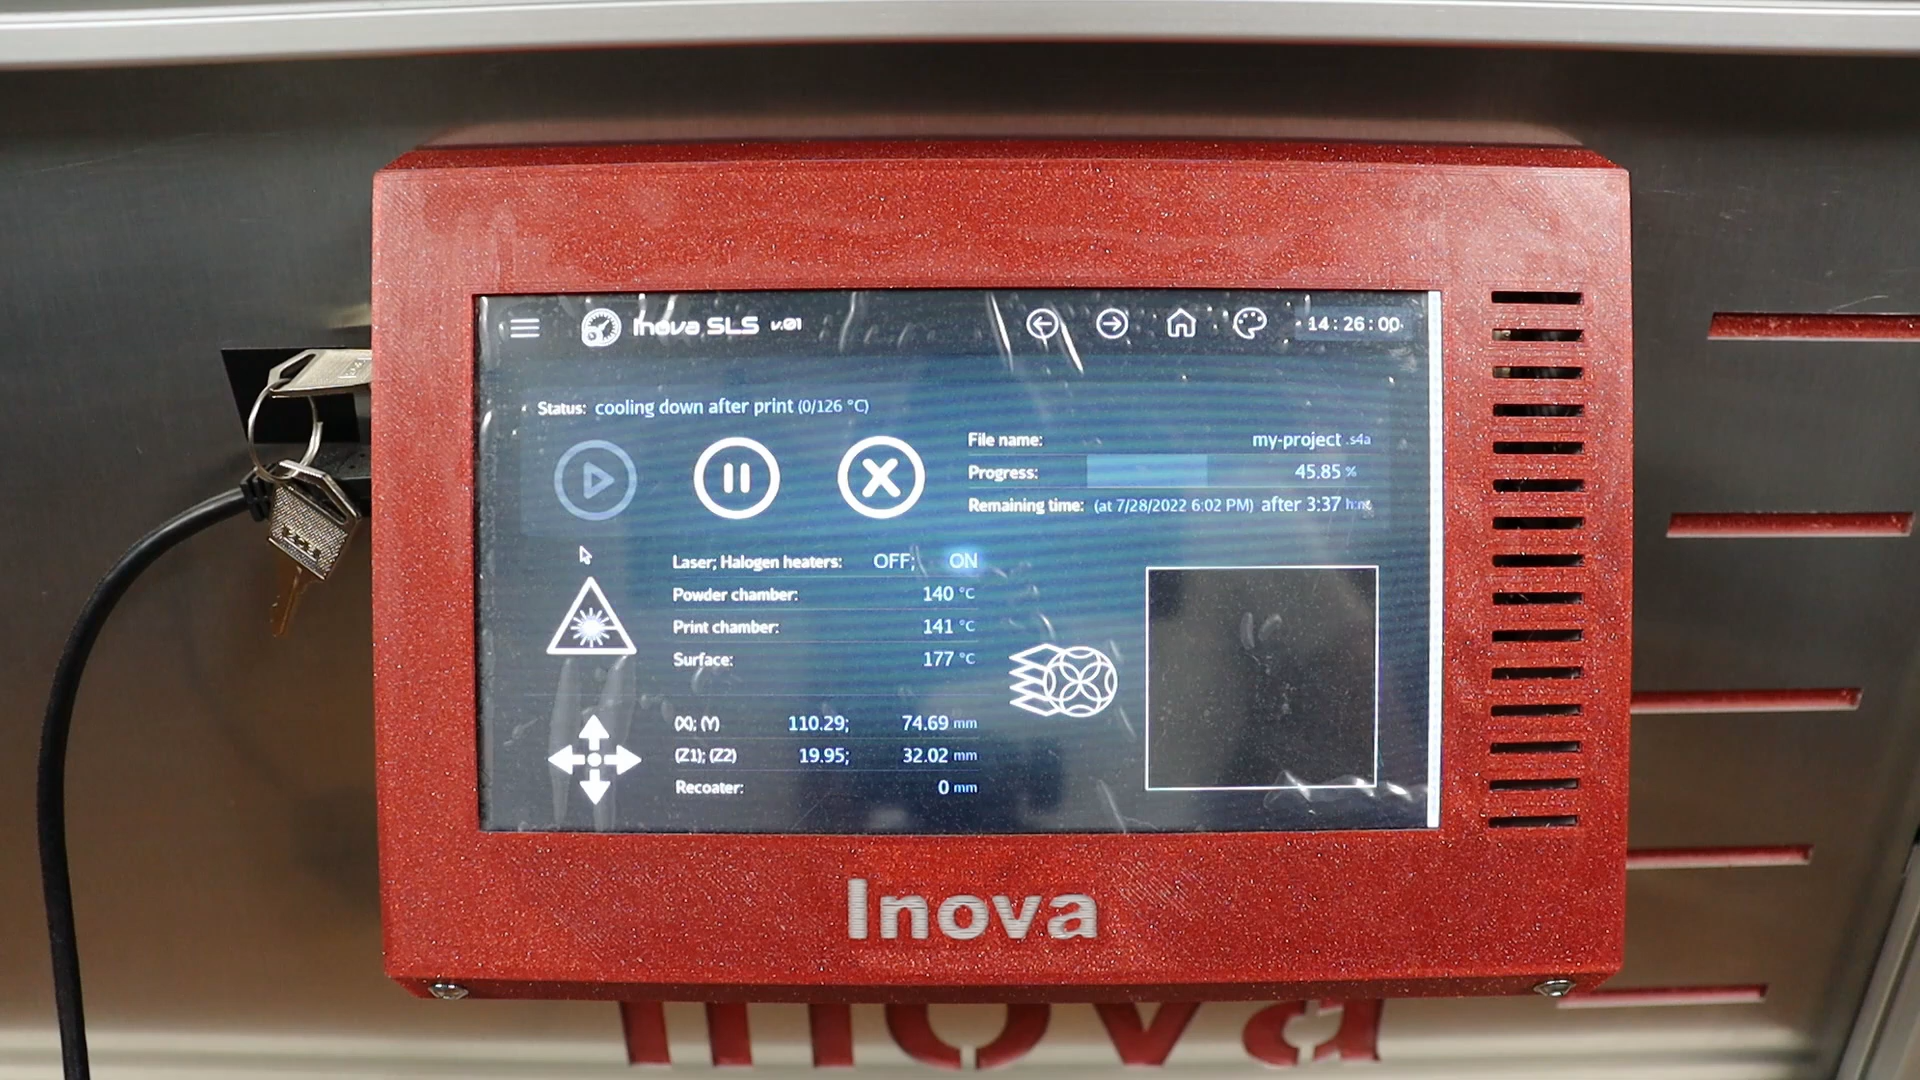 Inova SLS v.01
14:26:00
Status: cooling down after print (0/126 °C)
File name: my-project .s4a
Progress: 45.85 %
Remaining time: (at 7/28/2022 6:02 PM) after 3:37
Laser; Halogen heaters: OFF; ON
Powder chamber: 140 °C
Print chamber: 141 °C
Surface: 177 °C
(X); (Y) 110.29; 74.69 mm
(Z1); (Z2) 19.95; 32.02 mm
Recoater: 0 mm
Inova
Inova